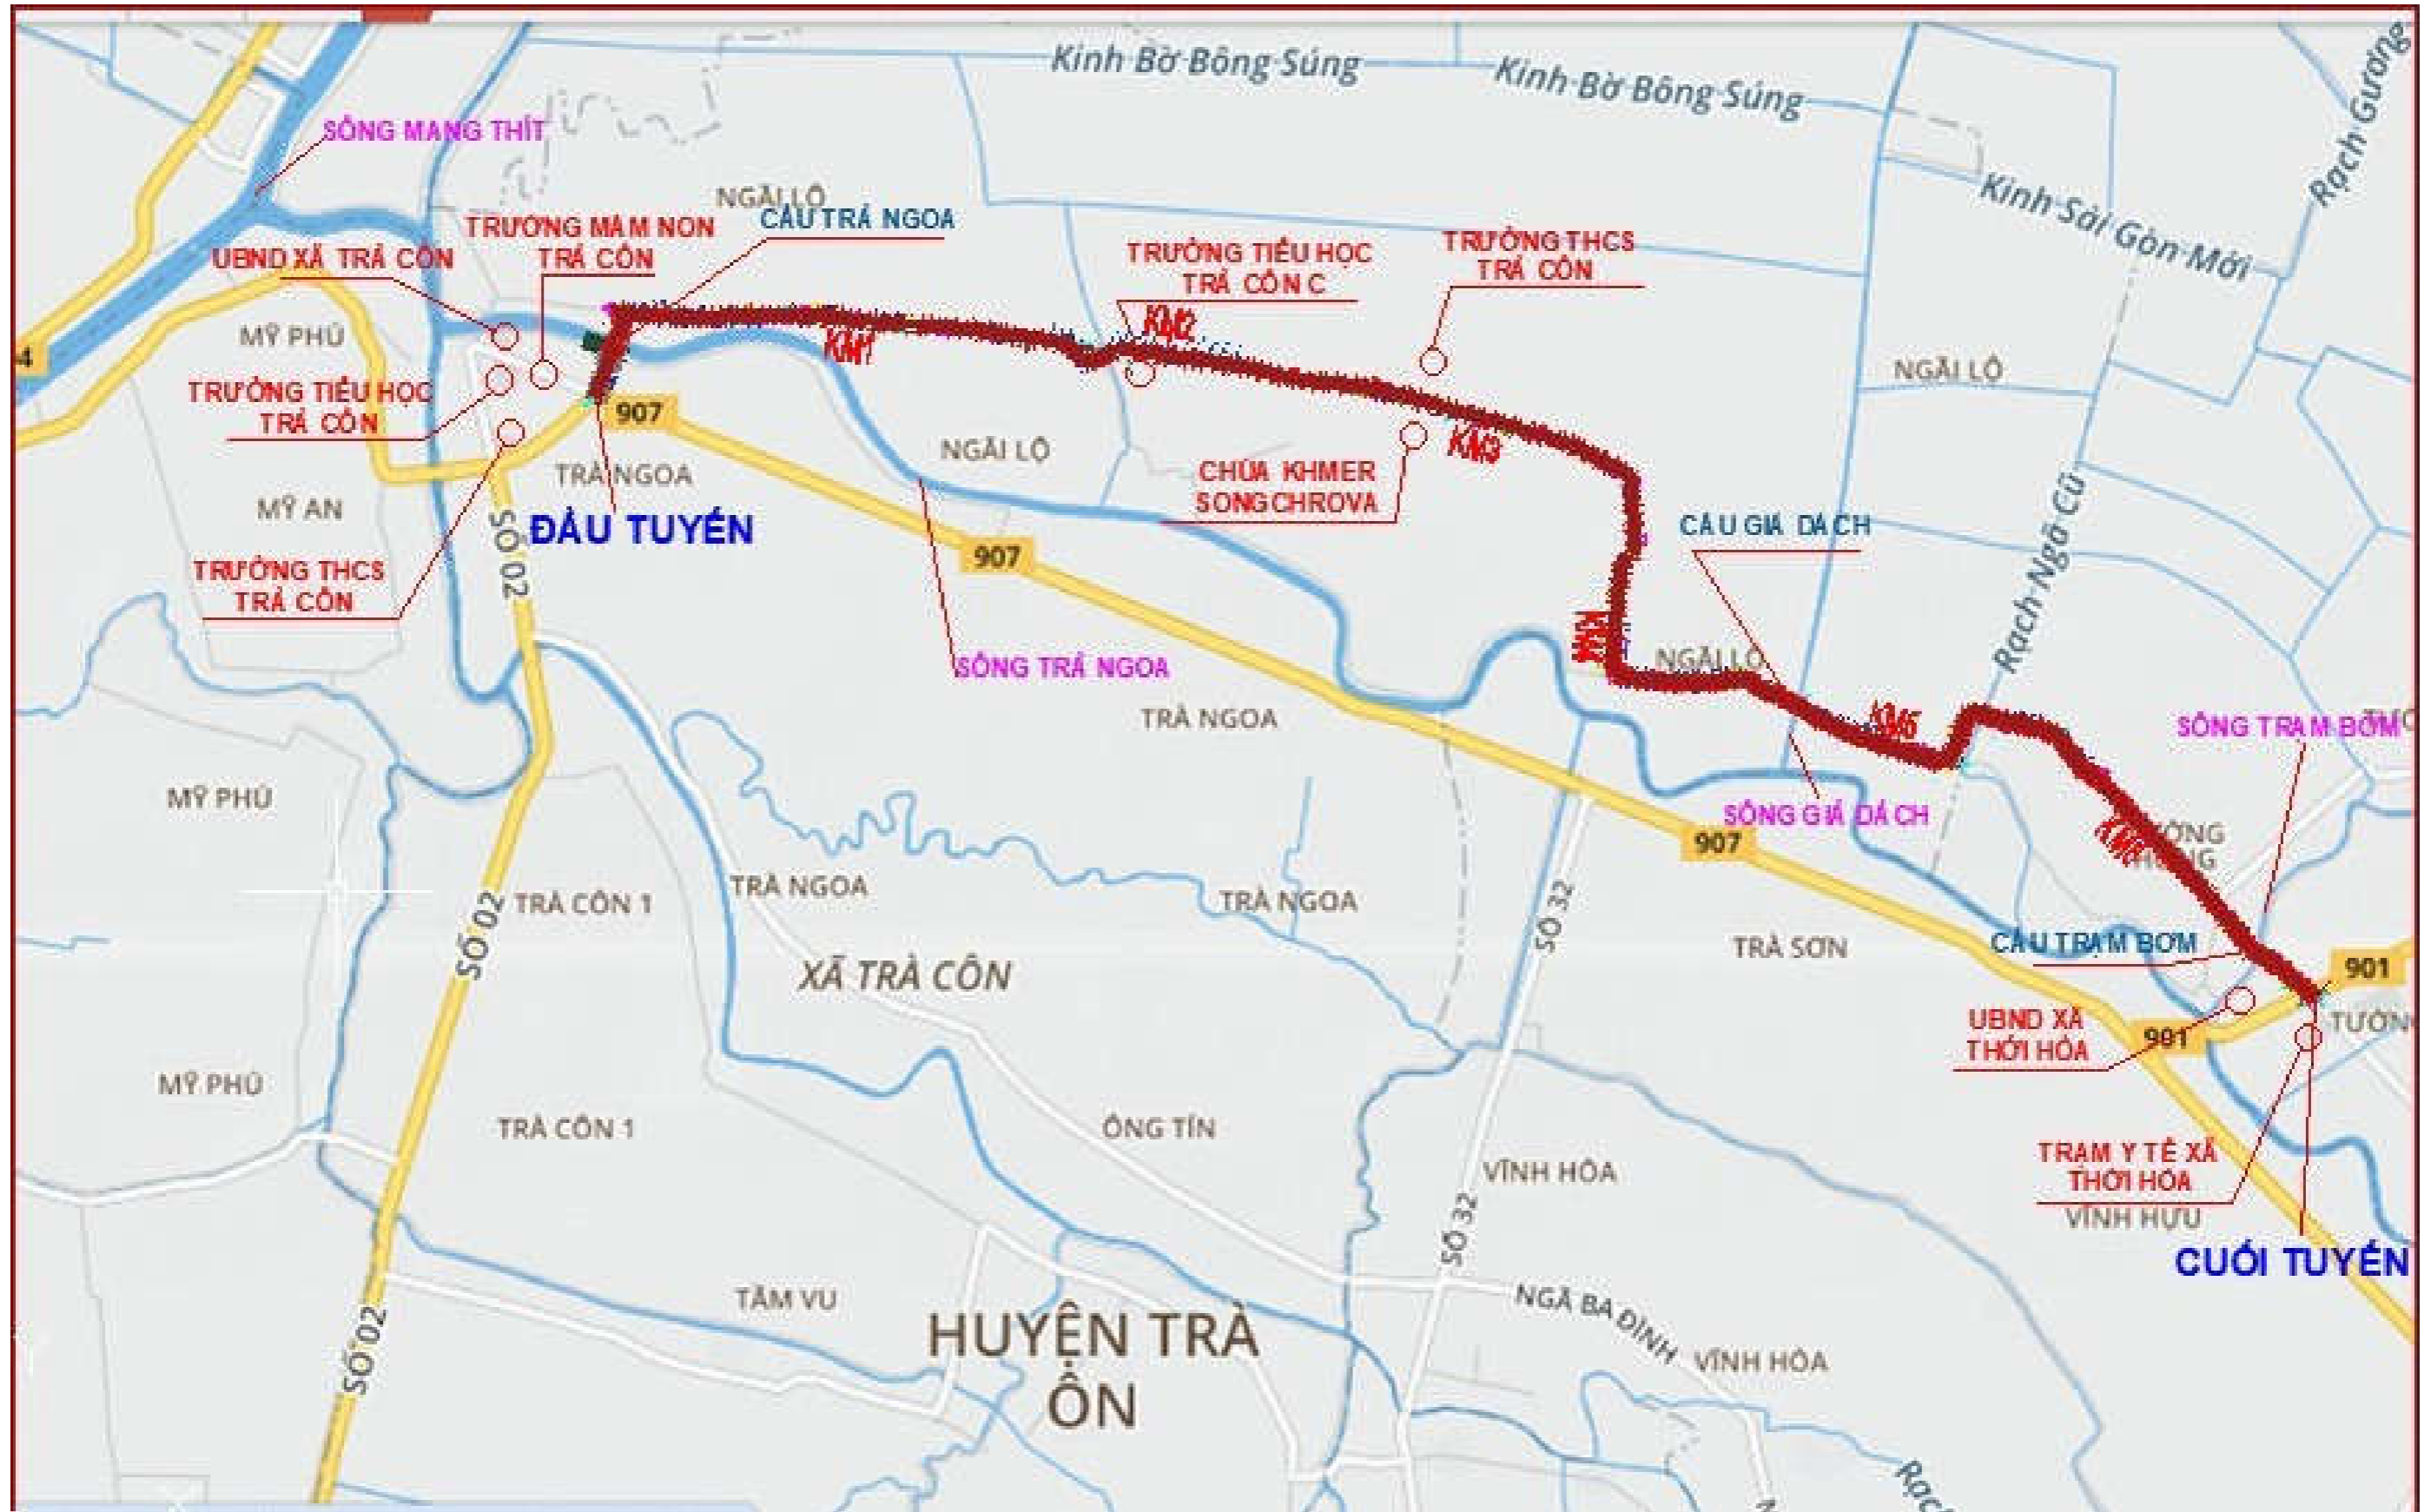 Kinh Bờ Bông Súng
Kinh Bờ Bông Súng
Rạch Gương
SÔNG MANG THÍT
NGÃI LỘ
CẦU TRÀ NGOA
TRƯỜNG MẦM NON
TRÀ CÔN
UBND XÃ TRÀ CÔN
Kinh Sài Gòn Mới
TRƯỜNG TIỂU HỌC
TRÀ CÔN C
TRƯỜNG THCS
TRÀ CÔN
MỸ PHÚ
4
KM1
KM2
NGÃI LỘ
TRƯỜNG TIỂU HỌC
TRÀ CÔN
907
NGÃI LỘ
KM3
TRÀ NGOA
CHÙA KHMER
SONGCHROVA
MỸ AN
SỐ 02
ĐẦU TUYẾN
CẦU GIÁ DÁCH
907
TRƯỜNG THCS
TRÀ CÔN
Rạch Ngã Cũ
KM4
NGÃI LỘ
SÔNG TRÀ NGOA
TRÀ NGOA
KM5
SÔNG TRẠM BƠM
MỸ PHÚ
SÔNG GIÁ DÁCH
907
KM6
TRÀ NGOA
TRÀ NGOA
TRÀ CÔN 1
SỐ 02
SỐ 32
TRÀ SƠN
CẦU TRẠM BƠM
901
XÃ TRÀ CÔN
UBND XÃ
THỚI HÒA
901
MỸ PHÚ
TRÀ CÔN 1
ÔNG TÍN
VĨNH HÒA
TRẠM Y TẾ XÃ
THỚI HÒA
VĨNH HỰU
SỐ 32
CUỐI TUYẾN
TÂM VU
NGÃ BA ĐÌNH
HUYỆN TRÀ
ÔN
SỐ 02
VĨNH HÒA